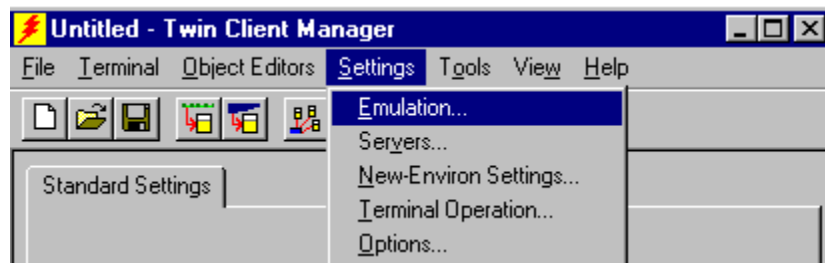 Untitled - Twin Client Manager
File Terminal Object Editors Settings Tools View Help
Emulation...
Servers...
Standard Settings
New-Environ Settings...
Terminal Operation...
Options...